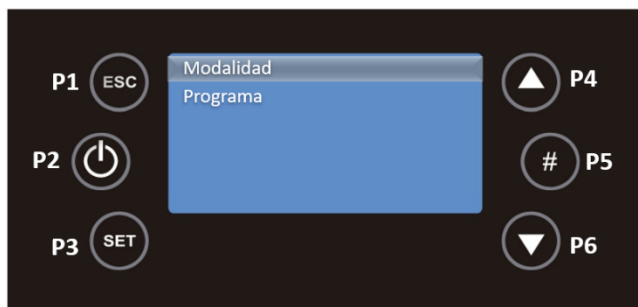 P1 ESC
Modalidad
Programa
P4
P2
# P5
P3 SET
P6